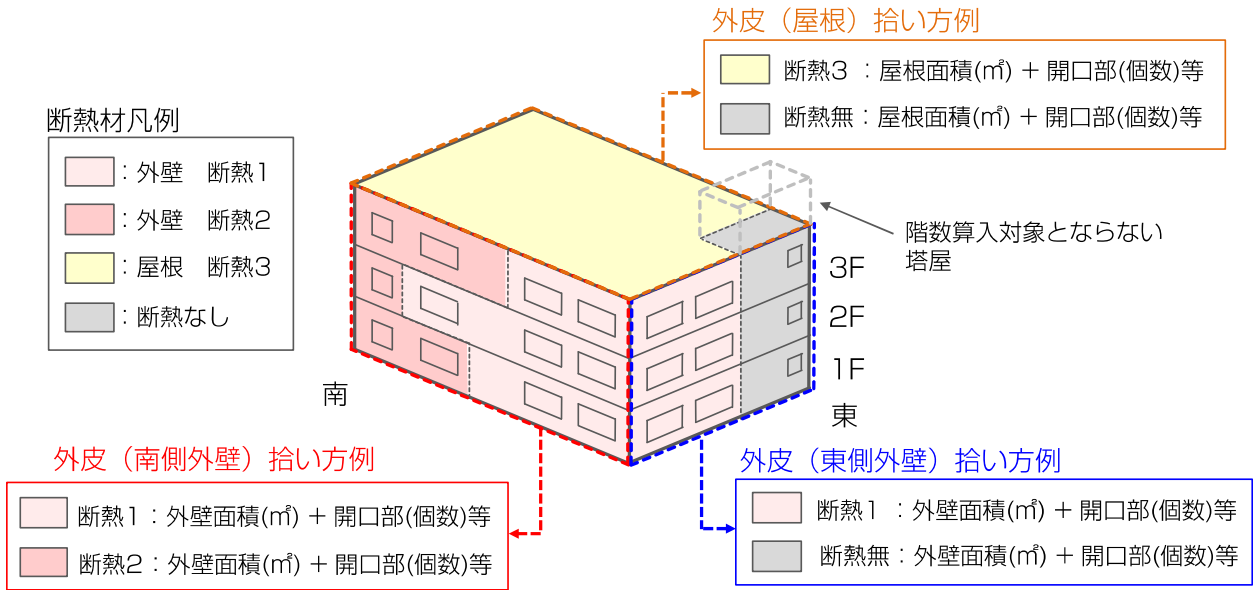 外皮（屋根）拾い方例
断熱3 ：屋根面積(㎡) + 開口部(個数)等
断熱無：屋根面積(㎡) + 開口部(個数)等
断熱材凡例
：外壁　断熱1
：外壁　断熱2
：屋根　断熱3
：断熱なし
階数算入対象とならない
塔屋
3F
2F
1F
南
東
外皮（南側外壁）拾い方例
断熱1：外壁面積(㎡) + 開口部(個数)等
断熱2：外壁面積(㎡) + 開口部(個数)等
外皮（東側外壁）拾い方例
断熱1 ：外壁面積(㎡) + 開口部(個数)等
断熱無：外壁面積(㎡) + 開口部(個数)等